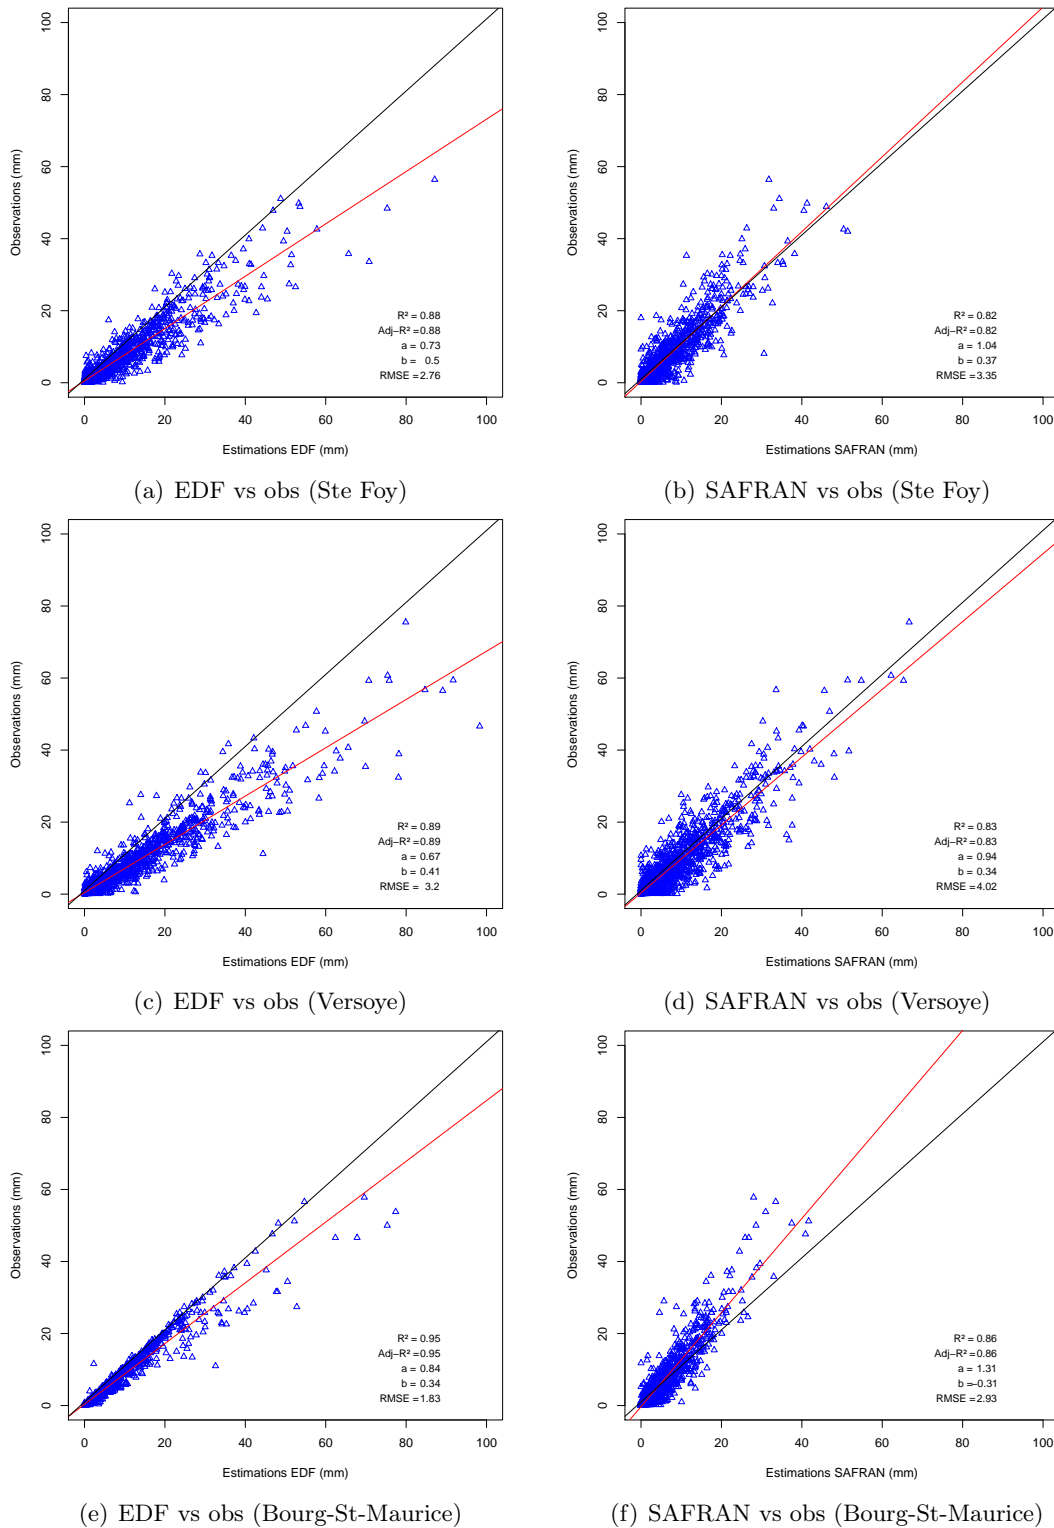 100
80
60
40
20
0
Observations (mm)
R² = 0.88
Adj−R² = 0.88
a = 0.73
b = 0.5
RMSE = 2.76
0 20 40 60 80 100
Estimations EDF (mm)
(a) EDF vs obs (Ste Foy)
100
80
60
40
20
0
Observations (mm)
R² = 0.82
Adj−R² = 0.82
a = 1.04
b = 0.37
RMSE = 3.35
0 20 40 60 80 100
Estimations SAFRAN (mm)
(b) SAFRAN vs obs (Ste Foy)
100
80
60
40
20
0
Observations (mm)
R² = 0.89
Adj−R² = 0.89
a = 0.67
b = 0.41
RMSE = 3.2
0 20 40 60 80 100
Estimations EDF (mm)
(c) EDF vs obs (Versoye)
100
80
60
40
20
0
Observations (mm)
R² = 0.83
Adj−R² = 0.83
a = 0.94
b = 0.34
RMSE = 4.02
0 20 40 60 80 100
Estimations SAFRAN (mm)
(d) SAFRAN vs obs (Versoye)
100
80
60
40
20
0
Observations (mm)
R² = 0.95
Adj−R² = 0.95
a = 0.84
b = 0.34
RMSE = 1.83
0 20 40 60 80 100
Estimations EDF (mm)
(e) EDF vs obs (Bourg-St-Maurice)
100
80
60
40
20
0
Observations (mm)
R² = 0.86
Adj−R² = 0.86
a = 1.31
b = −0.31
RMSE = 2.93
0 20 40 60 80 100
Estimations SAFRAN (mm)
(f) SAFRAN vs obs (Bourg-St-Maurice)